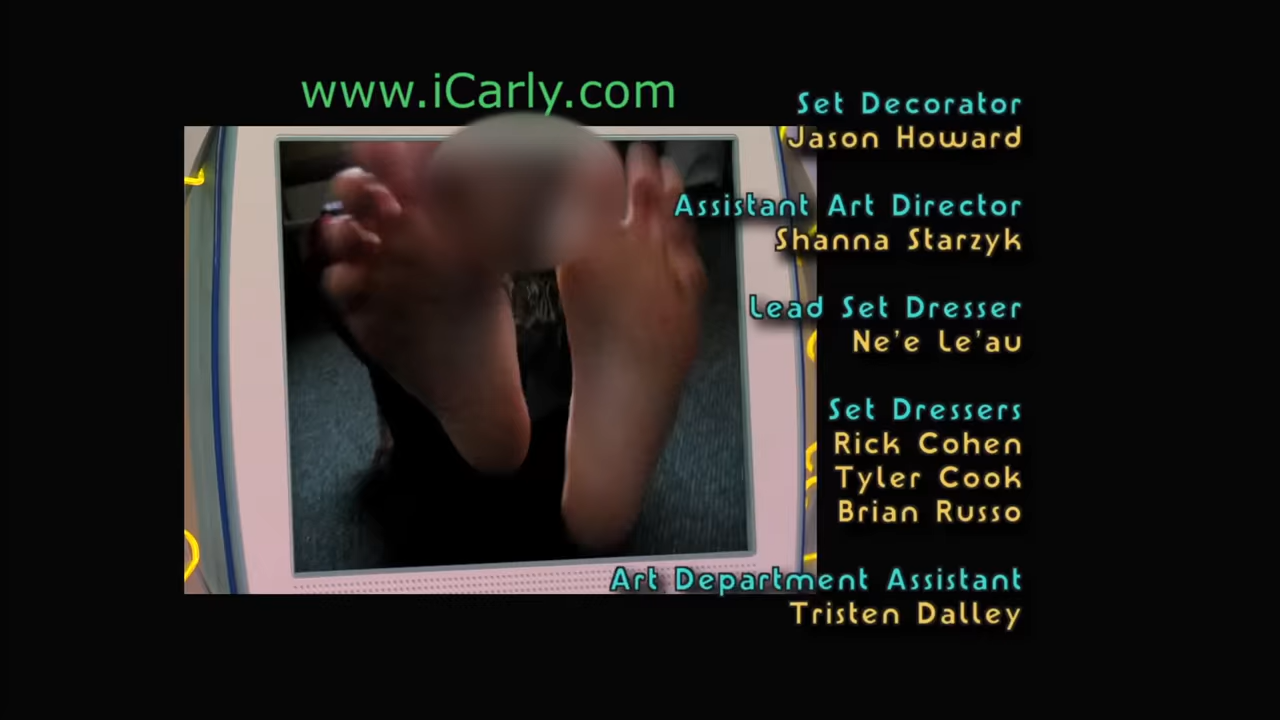 www.iCarly.com
Set Decorator
Jason Howard
Assistant Art Director
Shanna Starzyk
Lead Set Dresser
Ne'e Le'au
Set Dressers
Rick Cohen
Tyler Cook
Brian Russo
Art Department Assistant
Tristen Dalley